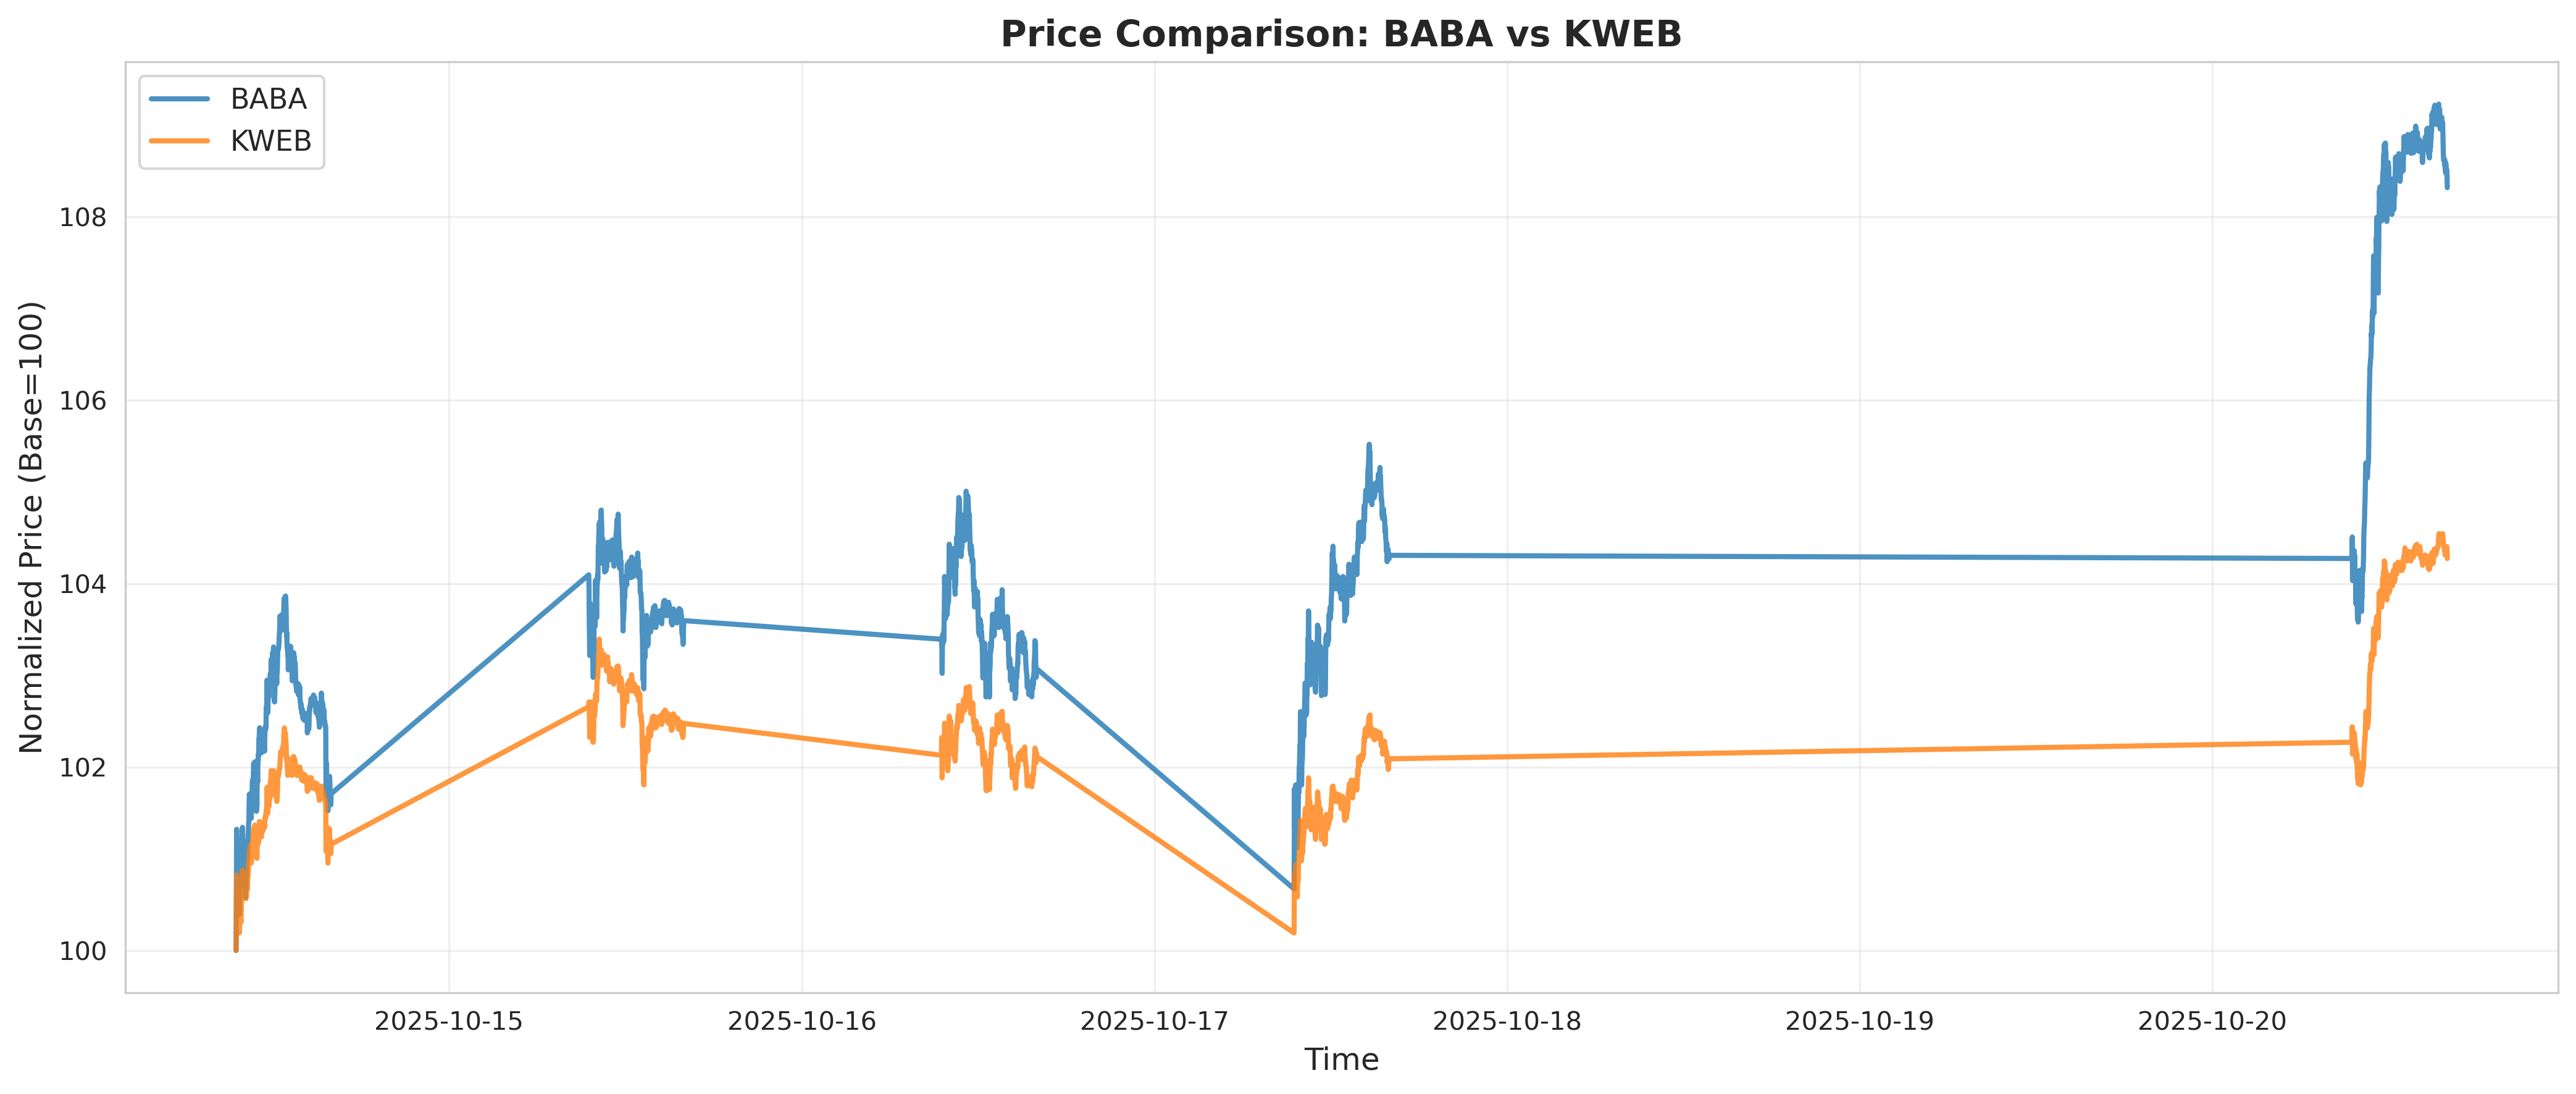 Price Comparison: BABA vs KWEB
BABA
KWEB
Normalized Price (Base=100)
108
106
104
102
100
2025-10-15
2025-10-16
2025-10-17
2025-10-18
2025-10-19
2025-10-20
Time